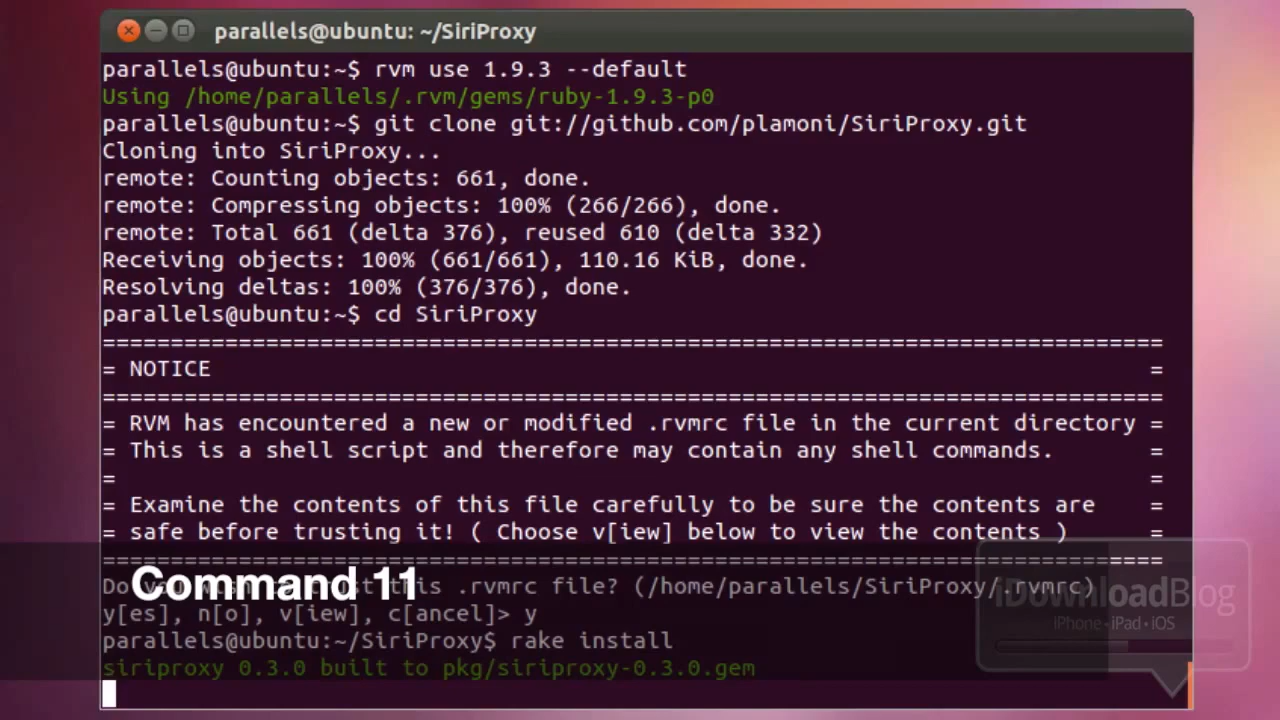 parallels@ubuntu: ~/SiriProxy
parallels@ubuntu:~$ rvm use 1.9.3 --default
Using /home/parallels/.rvm/gems/ruby-1.9.3-p0
parallels@ubuntu:~$ git clone git://github.com/plamoni/SiriProxy.git
Cloning into SiriProxy...
remote: Counting objects: 661, done.
remote: Compressing objects: 100% (266/266), done.
remote: Total 661 (delta 376), reused 610 (delta 332)
Receiving objects: 100% (661/661), 110.16 KiB, done.
Resolving deltas: 100% (376/376), done.
parallels@ubuntu:~$ cd SiriProxy
==============================================================================
= NOTICE =
==============================================================================
= RVM has encountered a new or modified .rvmrc file in the current directory =
= This is a shell script and therefore may contain any shell commands. =
= =
= Examine the contents of this file carefully to be sure the contents are =
= safe before trusting it! ( Choose v[iew] below to view the contents ) =
==============================================================================
Do you this .rvmrc file? (/home/parallels/SiriProxy/.rvmrc)
Command 11
y[es], n[o], v[iew], c[ancel]> y
parallels@ubuntu:~/SiriProxy$ rake install
siriproxy 0.3.0 built to pkg/siriproxy-0.3.0.gem
iDownloadBlog
iPhone • iPad • iOS